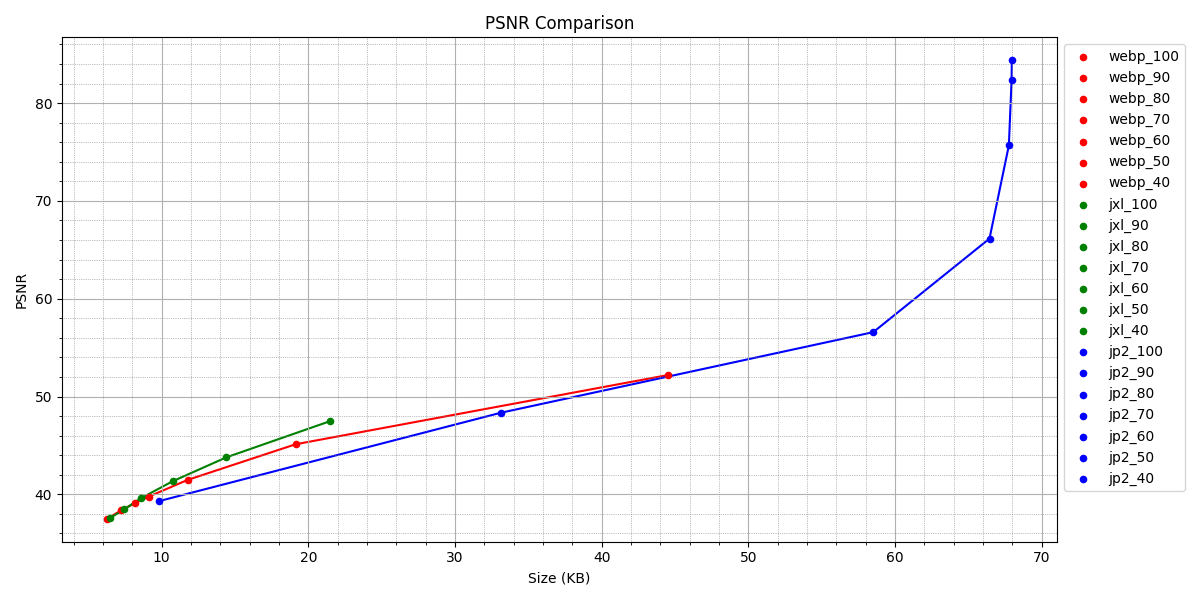 PSNR Comparison
80
70
60
50
40
PSNR
10
20
30
40
50
60
70
Size (KB)
webp_100
webp_90
webp_80
webp_70
webp_60
webp_50
webp_40
jxl_100
jxl_90
jxl_80
jxl_70
jxl_60
jxl_50
jxl_40
jp2_100
jp2_90
jp2_80
jp2_70
jp2_60
jp2_50
jp2_40